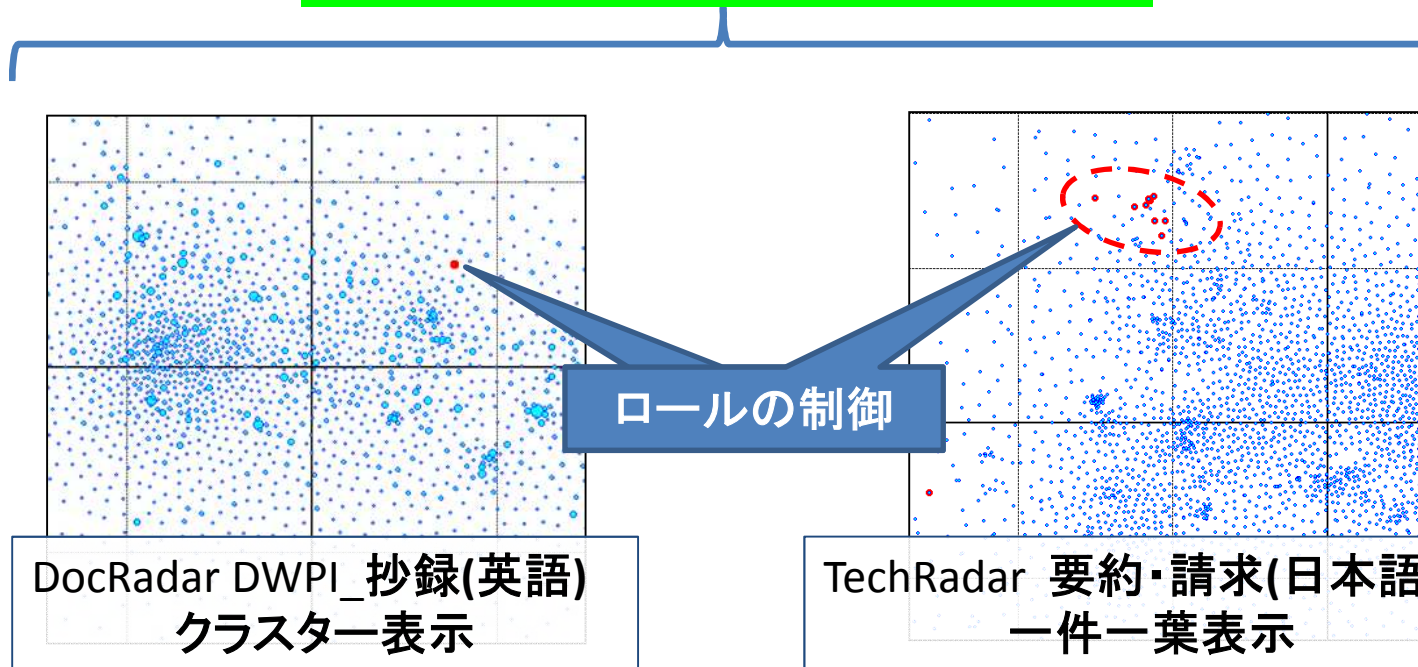 ロールの制御
DocRadar DWPI_抄録(英語)
クラスター表示
TechRadar 要約・請求(日本語
一件一葉表示